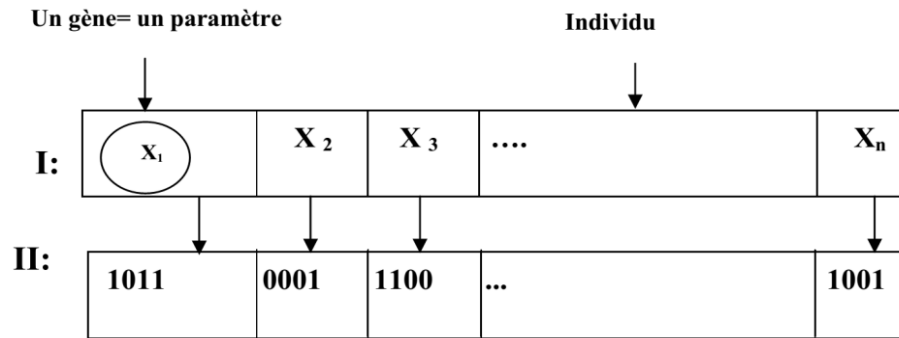 Un gène= un paramètre Individu
I: X₁ X ₂ X ₃ .... Xₙ
II: 1011 0001 1100 ... 1001